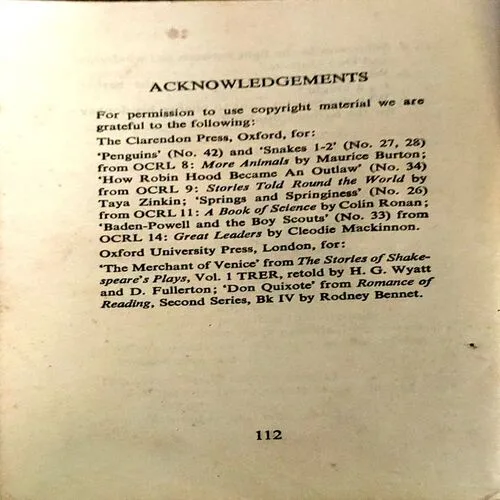 ACKNOWLEDGEMENTS
For permission to use copyright material we are
grateful to the following:
The Clarendon Press, Oxford, for:
'Penguins' (No. 42) and 'Snakes 1-2' (No. 27, 28)
from OCRL 8: More Animals by Maurice Burton;
'How Robin Hood Became An Outlaw' (No. 34)
from OCRL 9: Stories Told Round the World by
Taya Zinkin; 'Springs and Springiness' (No. 26)
from OCRL 11: A Book of Science by Colin Ronan;
'Baden-Powell and the Boy Scouts' (No. 33) from
OCRL 14: Great Leaders by Cleodie Mackinnon.
Oxford University Press, London, for:
'The Merchant of Venice' from The Stories of Shake-
speare's Plays, Vol. 1 TRER, retold by H. G. Wyatt
and D. Fullerton; 'Don Quixote' from Romance of
Reading, Second Series, Bk IV by Rodney Bennet.
112